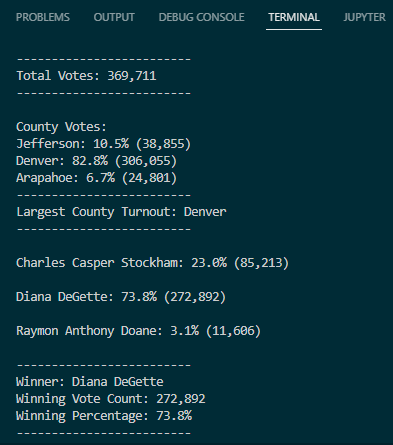 PROBLEMS OUTPUT DEBUG CONSOLE TERMINAL JUPYTER
-------------------------
Total Votes: 369,711
-------------------------
County Votes:
Jefferson: 10.5% (38,855)
Denver: 82.8% (306,055)
Arapahoe: 6.7% (24,801)
-------------------------
Largest County Turnout: Denver
-------------------------
Charles Casper Stockham: 23.0% (85,213)
Diana DeGette: 73.8% (272,892)
Raymon Anthony Doane: 3.1% (11,606)
-------------------------
Winner: Diana DeGette
Winning Vote Count: 272,892
Winning Percentage: 73.8%
-------------------------